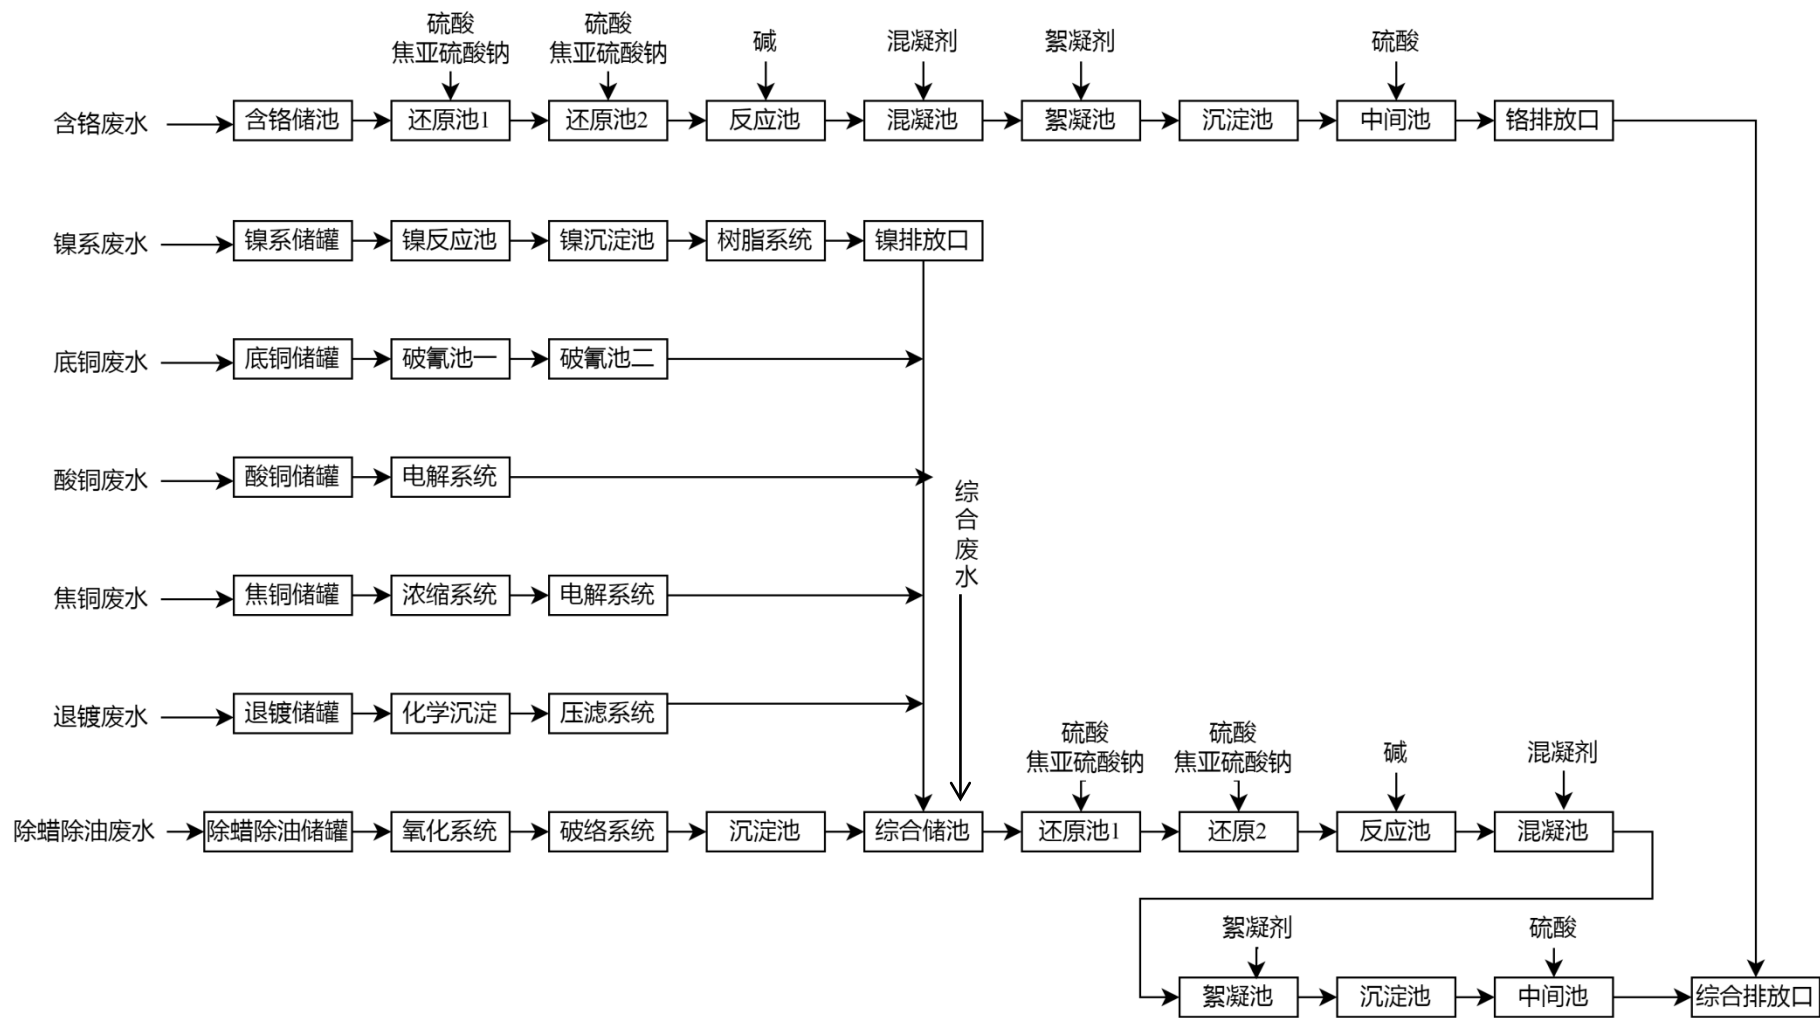 硫酸
焦亚硫酸钠
硫酸
焦亚硫酸钠
碱
混凝剂
絮凝剂
硫酸
含铬废水
含铬储池
还原池1
还原池2
反应池
混凝池
絮凝池
沉淀池
中间池
铬排放口
镍系废水
镍系储罐
镍反应池
镍沉淀池
树脂系统
镍排放口
底铜废水
底铜储罐
破氰池一
破氰池二
酸铜废水
酸铜储罐
电解系统
综合废水
焦铜废水
焦铜储罐
浓缩系统
电解系统
退镀废水
退镀储罐
化学沉淀
压滤系统
硫酸
焦亚硫酸钠
硫酸
焦亚硫酸钠
碱
混凝剂
除蜡除油废水
除蜡除油储罐
氧化系统
破络系统
沉淀池
综合储池
还原池1
还原2
反应池
混凝池
絮凝剂
硫酸
絮凝池
沉淀池
中间池
综合排放口